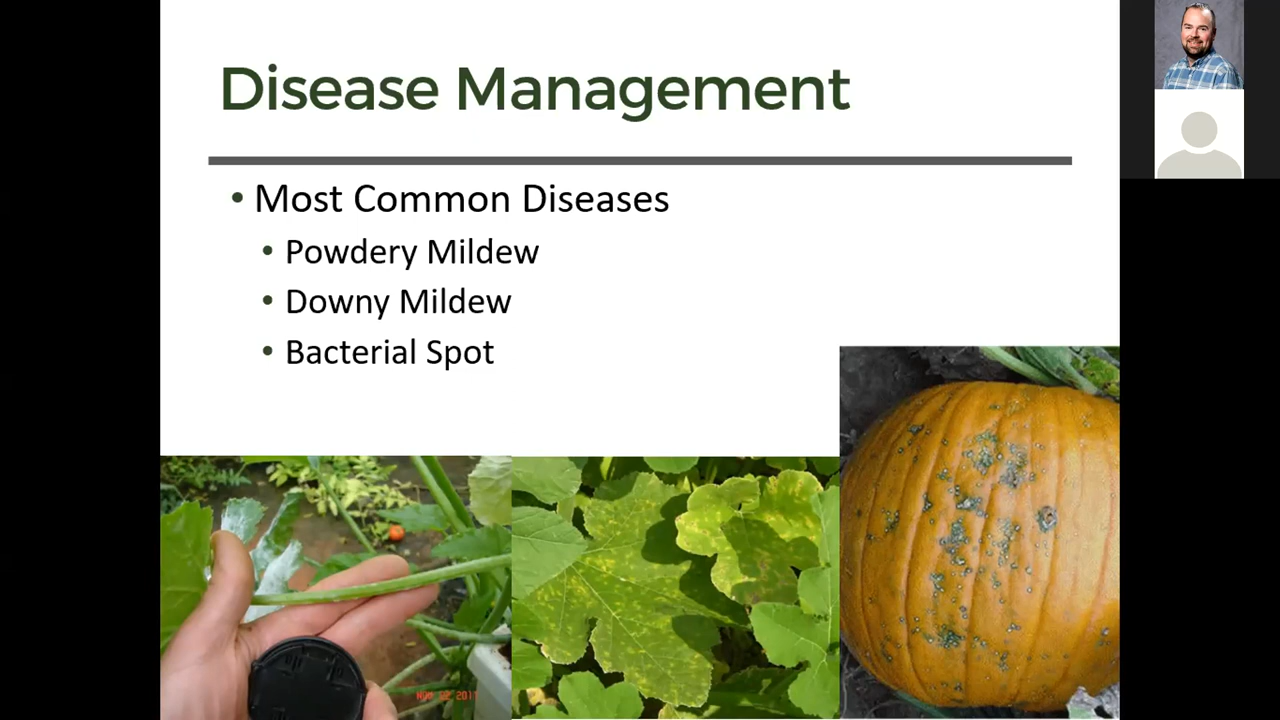 Disease Management
• Most Common Diseases
• Powdery Mildew
• Downy Mildew
• Bacterial Spot